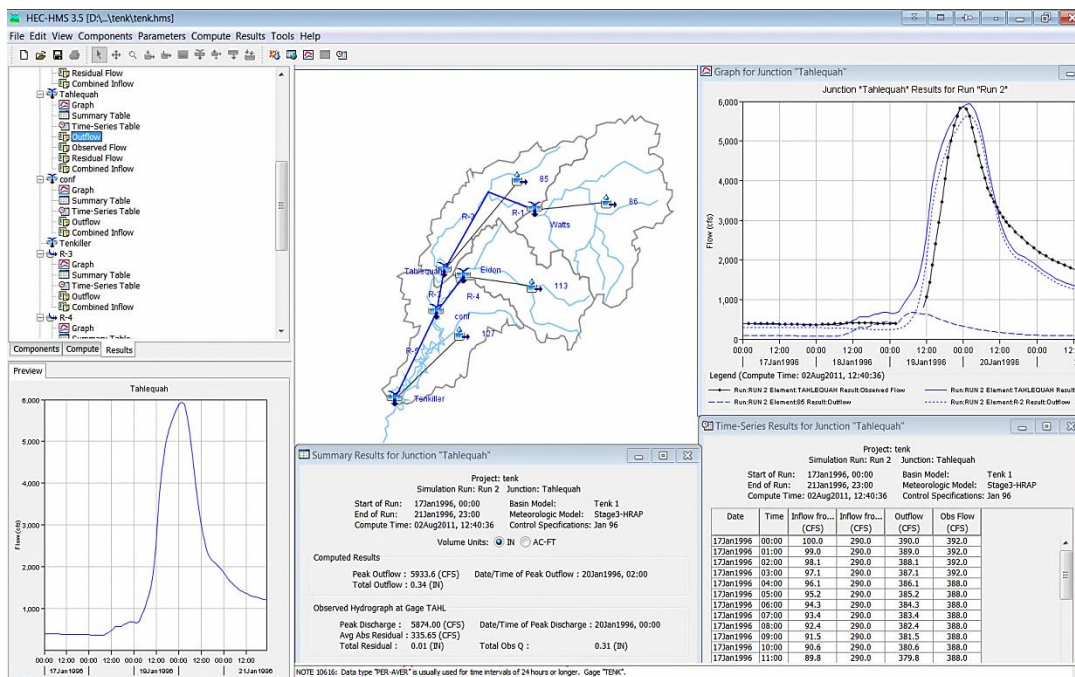 HEC-HMS 3.5 [D:\...\tenk\tenk.hms]
File Edit View Components Parameters Compute Results Tools Help
Residual Flow
Combined Inflow
Tahlequah
Graph
Summary Table
Time-Series Table
Outflow
Observed Flow
Residual Flow
Combined Inflow
conf
Graph
Summary Table
Time-Series Table
Outflow
Combined Inflow
Tenkiller
R-3
Graph
Summary Table
Time-Series Table
Outflow
Combined Inflow
R-4
Graph
Summary Table
Components Compute Results
Preview
Tahlequah
Flow (cfs)
6,000
5,000
4,000
3,000
2,000
1,000
00:00 12:00 00:00 12:00 00:00 12:00 00:00 12:00 00:00 12:00
17Jan1996 19Jan1996 21Jan1996
85
86
R-2
R-1
Watts
Tahlequah
Eldon
R-3
R-4
113
conf
127
R-5
Tenkiller
Graph for Junction "Tahlequah"
Junction "Tahlequah" Results for Run "Run 2"
Flow (cfs)
6,000
5,000
4,000
3,000
2,000
1,000
0
00:00 12:00 00:00 12:00 00:00 12:00 00:00 12:00
17Jan1996 18Jan1996 19Jan1996 20Jan1996
Legend (Compute Time: 02Aug2011, 12:40:36)
Run:RUN 2 Element:TAHLEQUAH Result:Observed Flow
Run:RUN 2 Element:TAHLEQUAH Result:Outflow
Run:RUN 2 Element:85 Result:Outflow
Run:RUN 2 Element:R-2 Result:Outflow
Summary Results for Junction "Tahlequah"
Project: tenk
Simulation Run: Run 2 Junction: Tahlequah
Start of Run: 17Jan1996, 00:00 Basin Model: Tenk 1
End of Run: 21Jan1996, 23:00 Meteorologic Model: Stage3-HRAP
Compute Time: 02Aug2011, 12:40:36 Control Specifications: Jan 96
Volume Units: IN AC-FT
Computed Results
Peak Outflow : 5933.6 (CFS) Date/Time of Peak Outflow : 20Jan1996, 02:00
Total Outflow : 0.34 (IN)
Observed Hydrograph at Gage TAHL
Peak Discharge : 5874.00 (CFS) Date/Time of Peak Discharge : 20Jan1996, 00:00
Avg Abs Residual : 335.65 (CFS)
Total Residual : 0.01 (IN) Total Obs Q : 0.31 (IN)
Time-Series Results for Junction "Tahlequah"
Project: tenk
Simulation Run: Run 2 Junction: Tahlequah
Start of Run: 17Jan1996, 00:00 Basin Model: Tenk 1
End of Run: 21Jan1996, 23:00 Meteorologic Model: Stage3-HRAP
Compute Time: 02Aug2011, 12:40:36 Control Specifications: Jan 96
Date Time Inflow fro... Inflow fro... Outflow Obs Flow
(CFS) (CFS) (CFS) (CFS)
17Jan1996 00:00 100.0 290.0 390.0 392.0
17Jan1996 01:00 99.0 290.0 389.0 392.0
17Jan1996 02:00 98.1 290.0 388.1 392.0
17Jan1996 03:00 97.1 290.0 387.1 392.0
17Jan1996 04:00 96.1 290.0 386.1 388.0
17Jan1996 05:00 95.2 290.0 385.2 388.0
17Jan1996 06:00 94.3 290.0 384.3 388.0
17Jan1996 07:00 93.4 290.0 383.4 388.0
17Jan1996 08:00 92.4 290.0 382.4 388.0
17Jan1996 09:00 91.5 290.0 381.5 388.0
17Jan1996 10:00 90.6 290.0 380.6 388.0
17Jan1996 11:00 89.8 290.0 379.8 388.0
NOTE 10616: Data type "PER-AVER" is usually used for time intervals of 24 hours or longer. Gage "TENK".